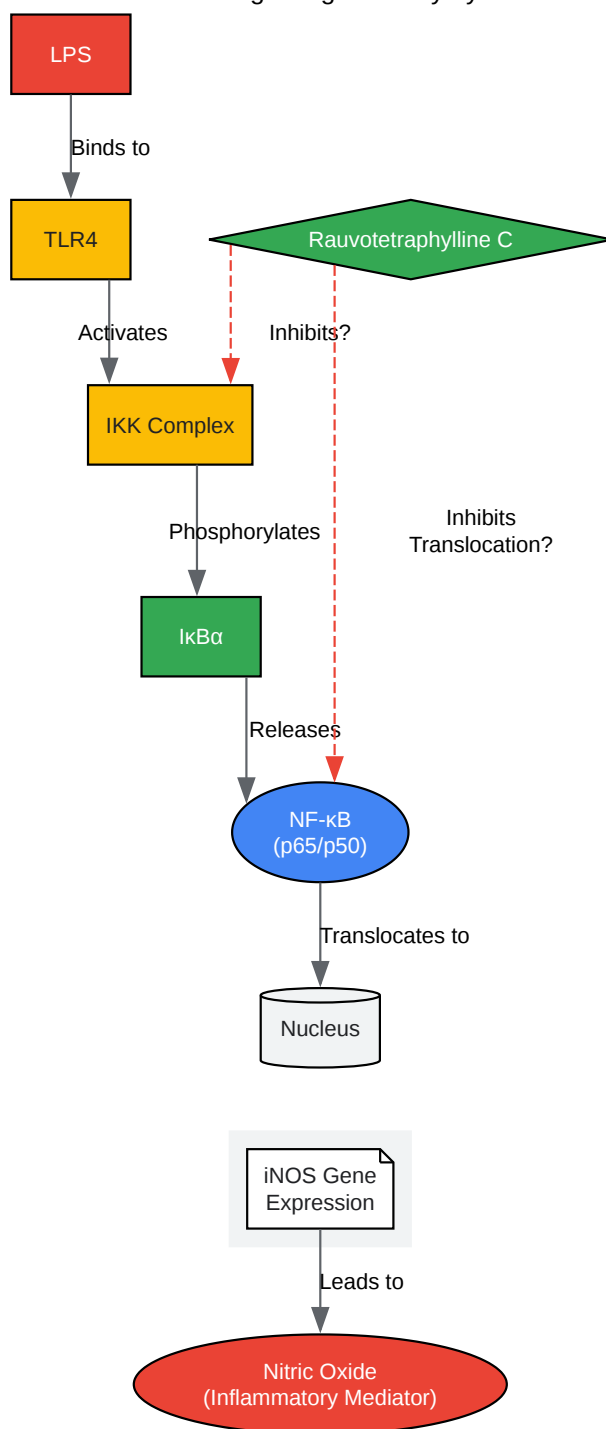 LPS
Binds to
TLR4
Rauvotetraphylline C
Activates
Inhibits?
IKK Complex
Phosphorylates
Inhibits
Translocation?
IκBα
Releases
NF-κB
(p65/p50)
Translocates to
Nucleus
iNOS Gene
Expression
Leads to
Nitric Oxide
(Inflammatory Mediator)